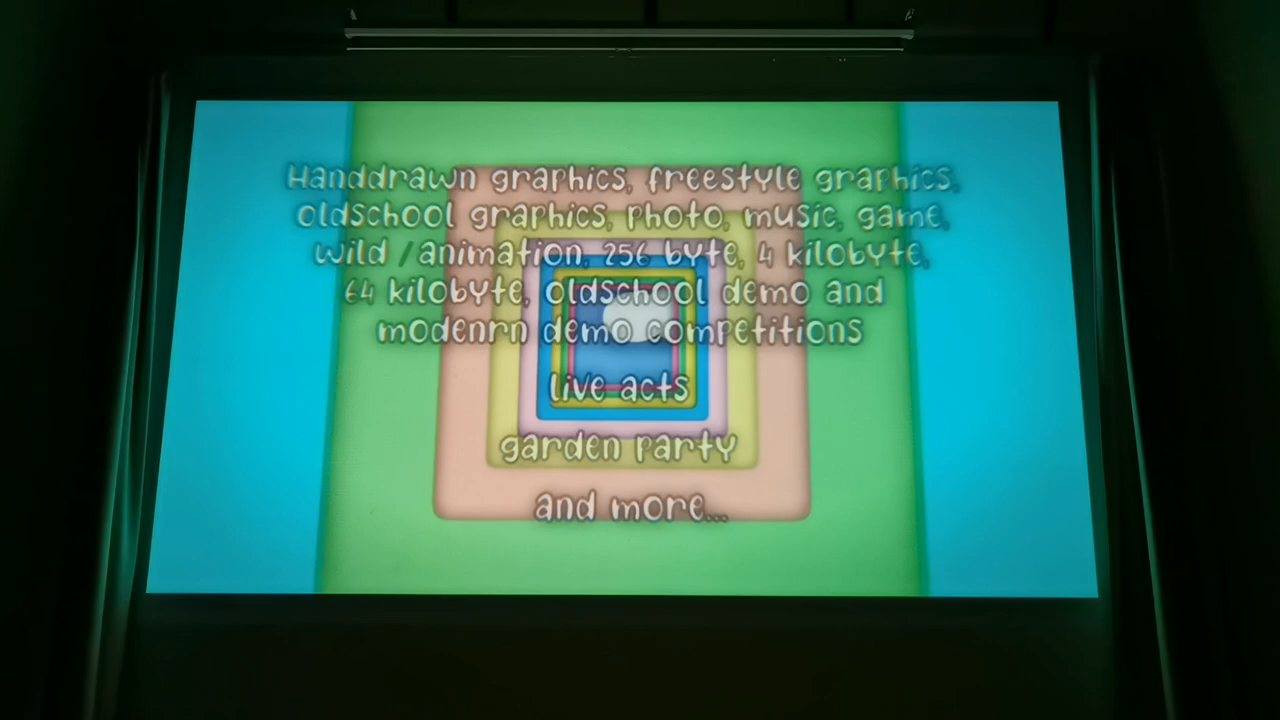 Handdrawn graphics, freestyle graphics,
oldschool graphics, photo, music, game,
wild /animation, 256 byte, 4 kilobyte,
64 kilobyte, oldschool demo and
modenrn demo competitions
live acts
garden party
and more...